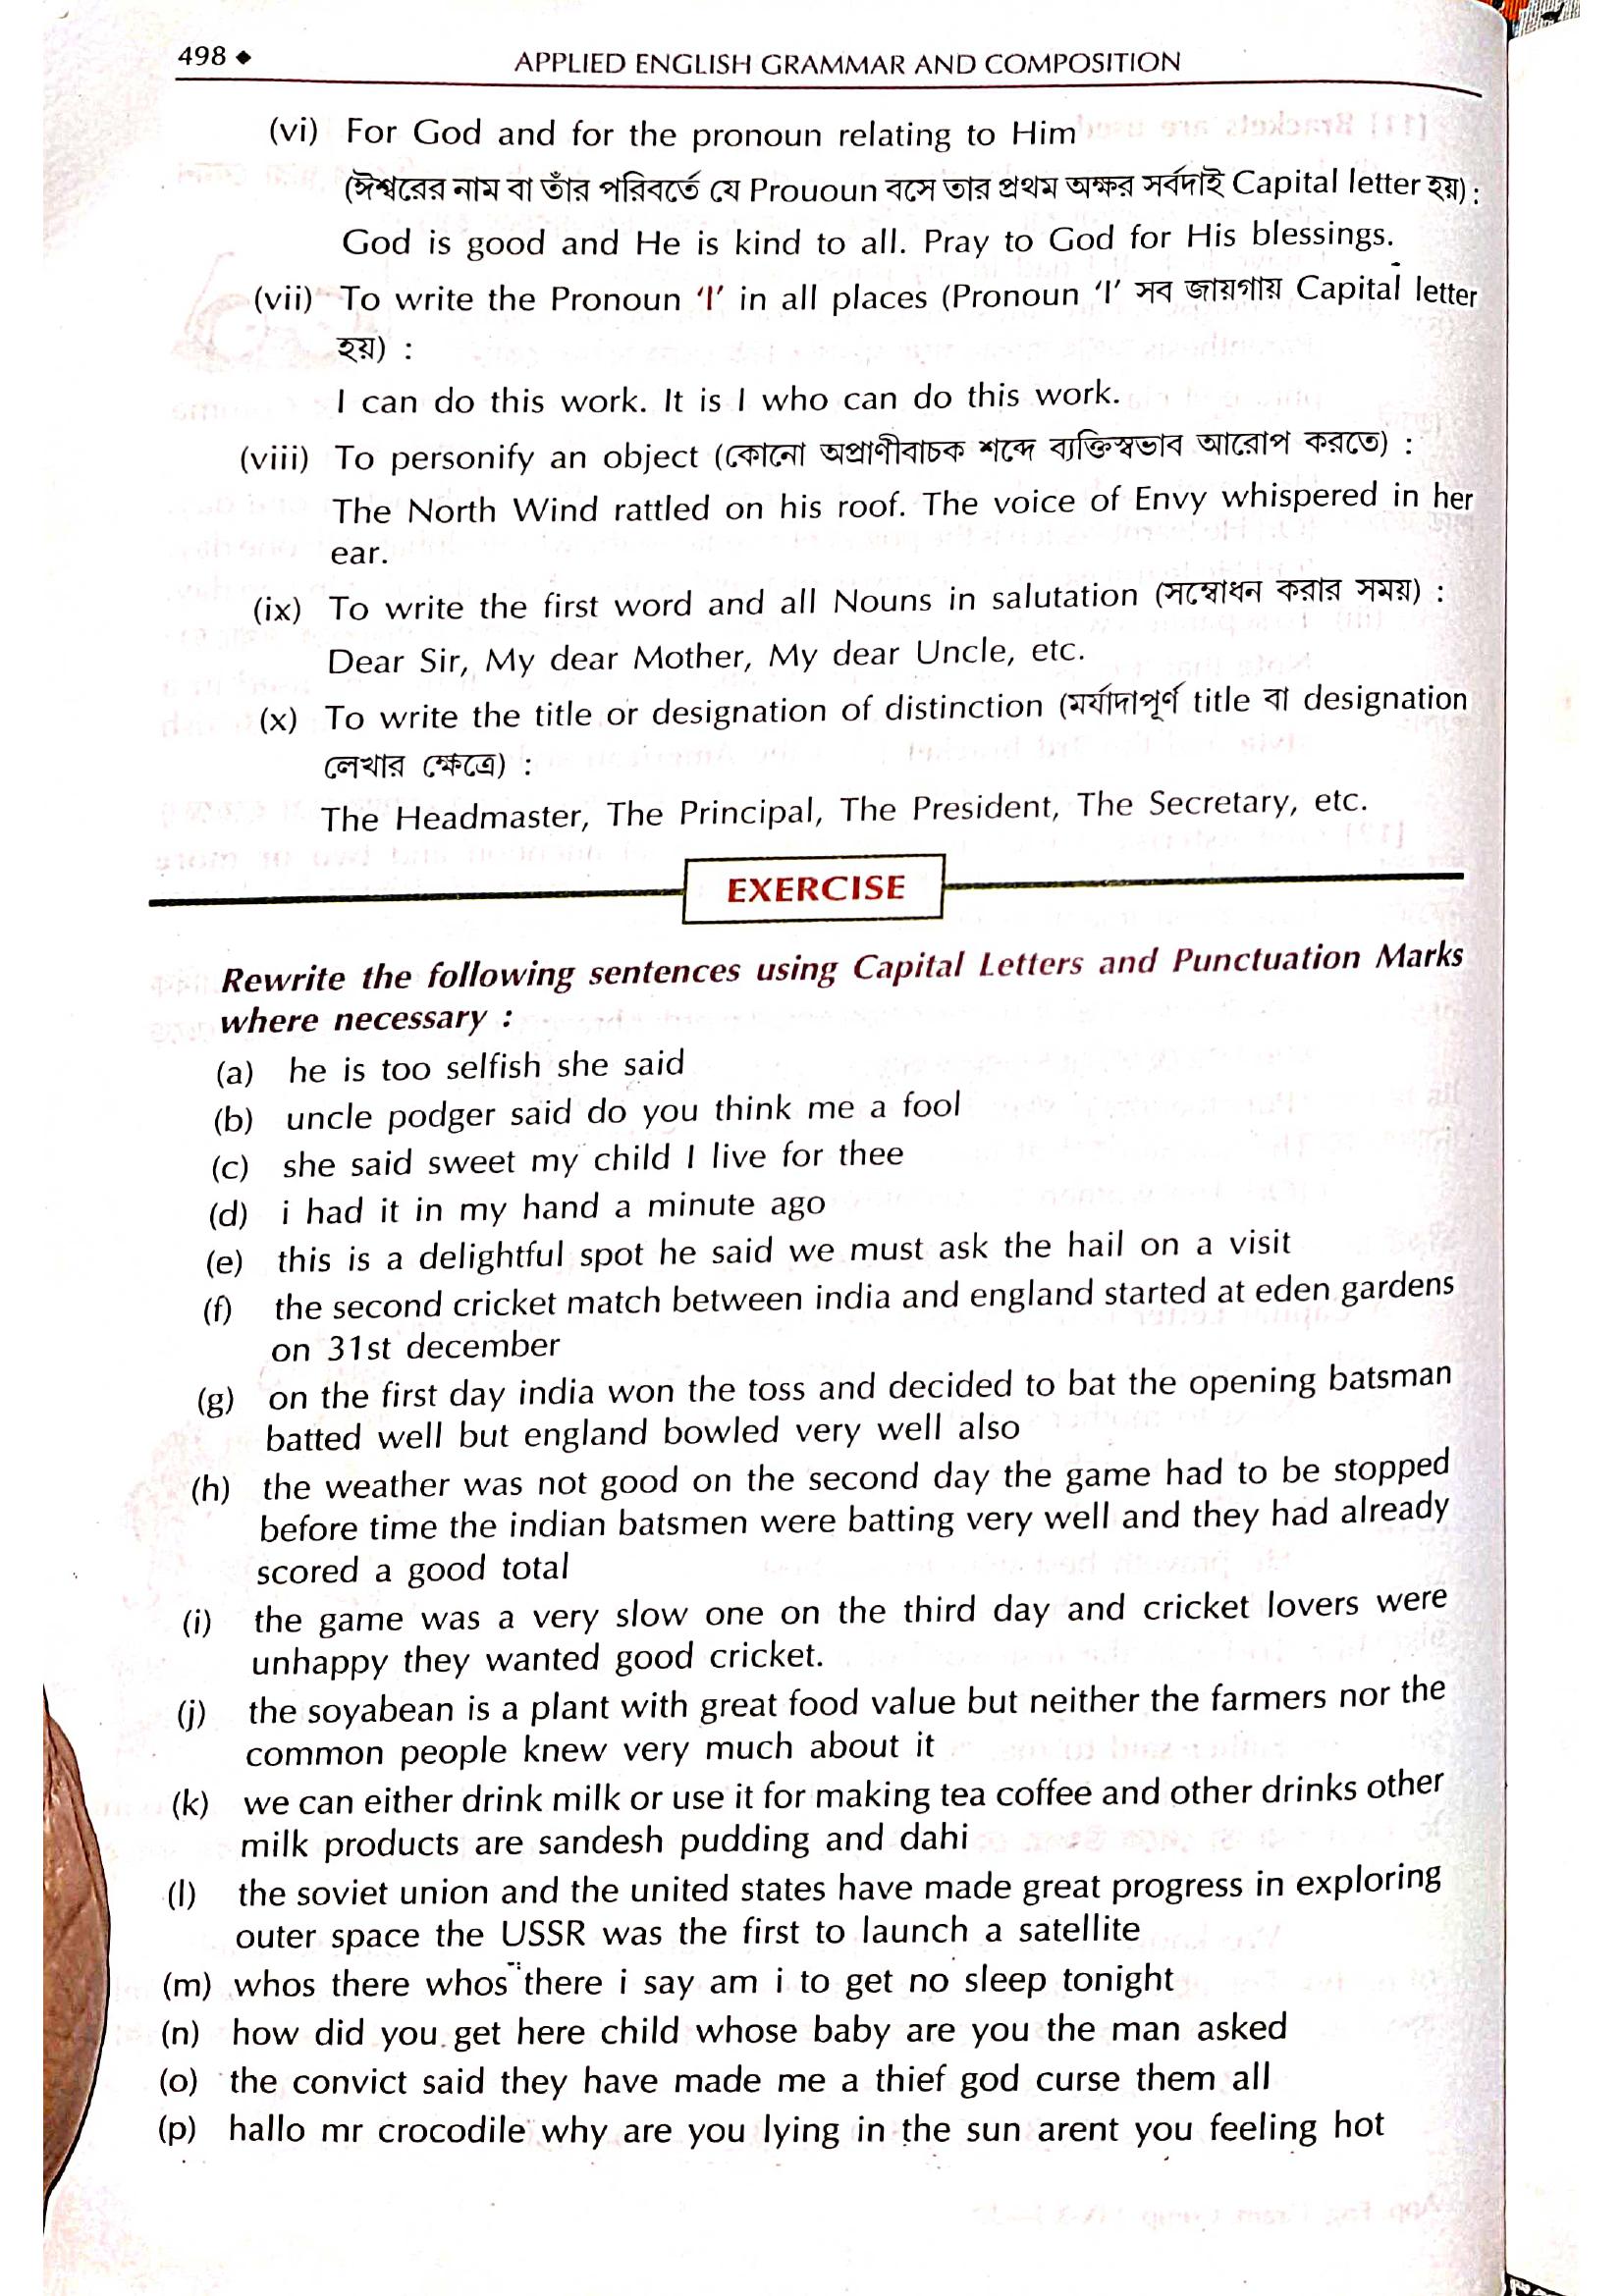 498 ◆ APPLIED ENGLISH GRAMMAR AND COMPOSITION
(vi) For God and for the pronoun relating to Him
(ঈশ্বরের নাম বা তাঁর পরিবর্তে যে Prououn বসে তার প্রথম অক্ষর সর্বদাই Capital letter হয়) :
God is good and He is kind to all. Pray to God for His blessings.
(vii) To write the Pronoun ‘I’ in all places (Pronoun ‘I’ সব জায়গায় Capital letter
হয়) :
I can do this work. It is I who can do this work.
(viii) To personify an object (কোনো অপ্রাণীবাচক শব্দে ব্যক্তিস্বভাব আরোপ করতে) :
The North Wind rattled on his roof. The voice of Envy whispered in her
ear.
(ix) To write the first word and all Nouns in salutation (সম্বোধন করার সময়) :
Dear Sir, My dear Mother, My dear Uncle, etc.
(x) To write the title or designation of distinction (মর্যাদাপূর্ণ title বা designation
লেখার ক্ষেত্রে) :
The Headmaster, The Principal, The President, The Secretary, etc.
EXERCISE
Rewrite the following sentences using Capital Letters and Punctuation Marks
where necessary :
(a) he is too selfish she said
(b) uncle podger said do you think me a fool
(c) she said sweet my child I live for thee
(d) i had it in my hand a minute ago
(e) this is a delightful spot he said we must ask the hail on a visit
(f) the second cricket match between india and england started at eden gardens
on 31st december
(g) on the first day india won the toss and decided to bat the opening batsman
batted well but england bowled very well also
(h) the weather was not good on the second day the game had to be stopped
before time the indian batsmen were batting very well and they had already
scored a good total
(i) the game was a very slow one on the third day and cricket lovers were
unhappy they wanted good cricket.
(j) the soyabean is a plant with great food value but neither the farmers nor the
common people knew very much about it
(k) we can either drink milk or use it for making tea coffee and other drinks other
milk products are sandesh pudding and dahi
(l) the soviet union and the united states have made great progress in exploring
outer space the USSR was the first to launch a satellite
(m) whos there whos there i say am i to get no sleep tonight
(n) how did you get here child whose baby are you the man asked
(o) the convict said they have made me a thief god curse them all
(p) hallo mr crocodile why are you lying in the sun arent you feeling hot